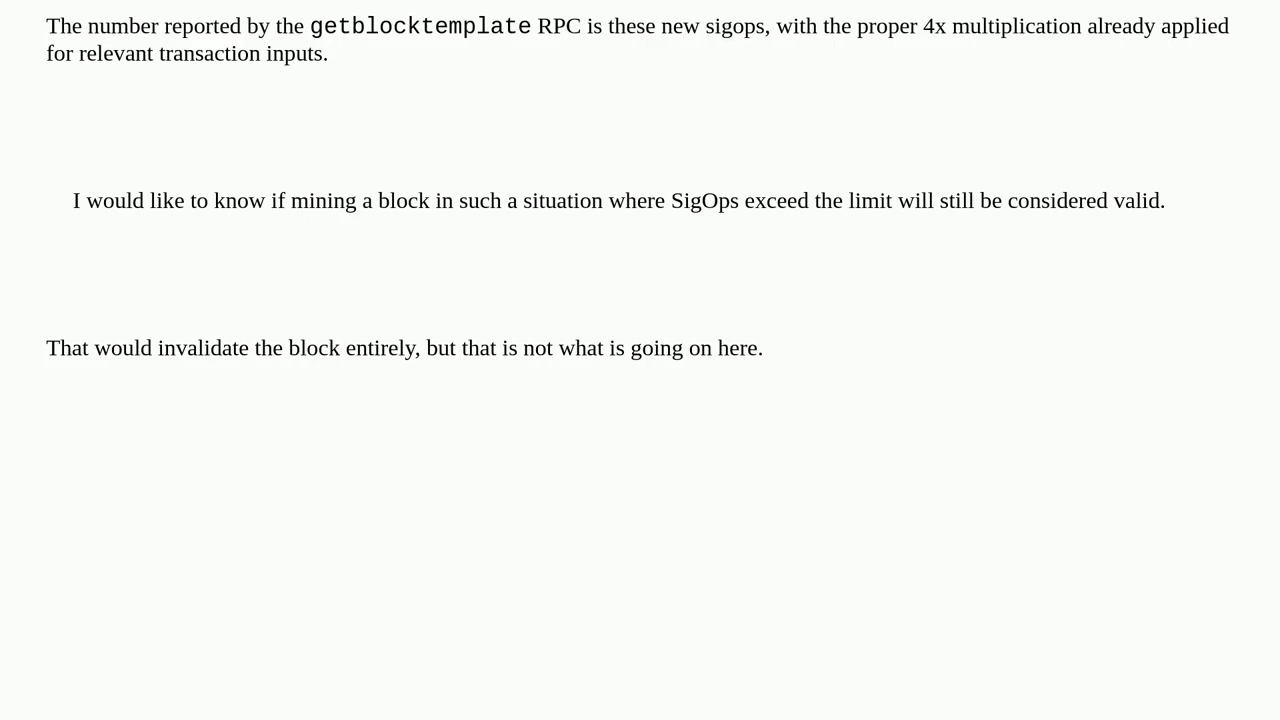 The number reported by the getblocktemplate RPC is these new sigops, with the proper 4x multiplication already applied
for relevant transaction inputs.
I would like to know if mining a block in such a situation where SigOps exceed the limit will still be considered valid.
That would invalidate the block entirely, but that is not what is going on here.